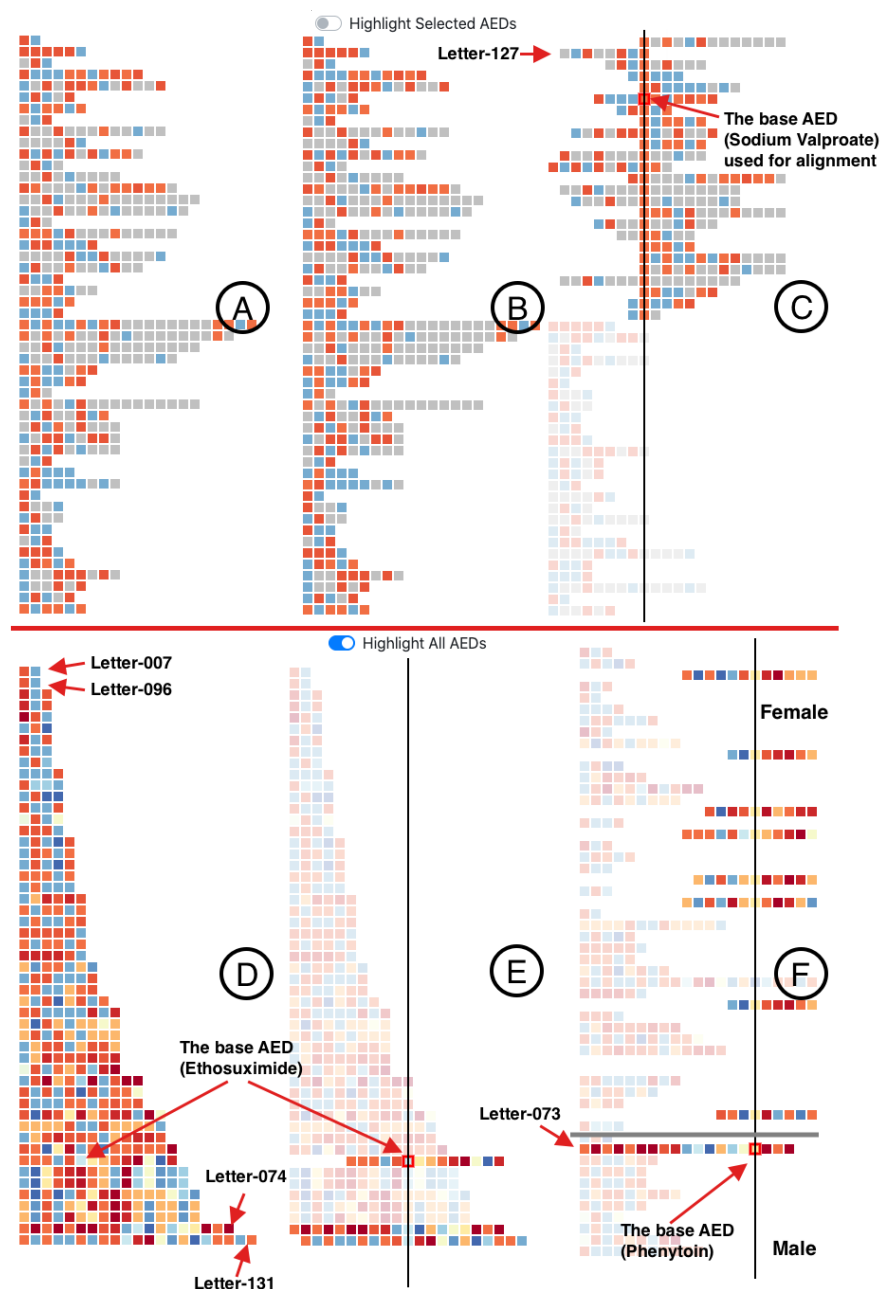 Highlight Selected AEDs
Letter-127
The base AED
(Sodium Valproate)
used for alignment
A
B
C
Highlight All AEDs
Letter-007
Letter-096
Female
D
E
F
The base AED
(Ethosuximide)
Letter-073
Letter-074
The base AED
(Phenytoin)
Male
Letter-131